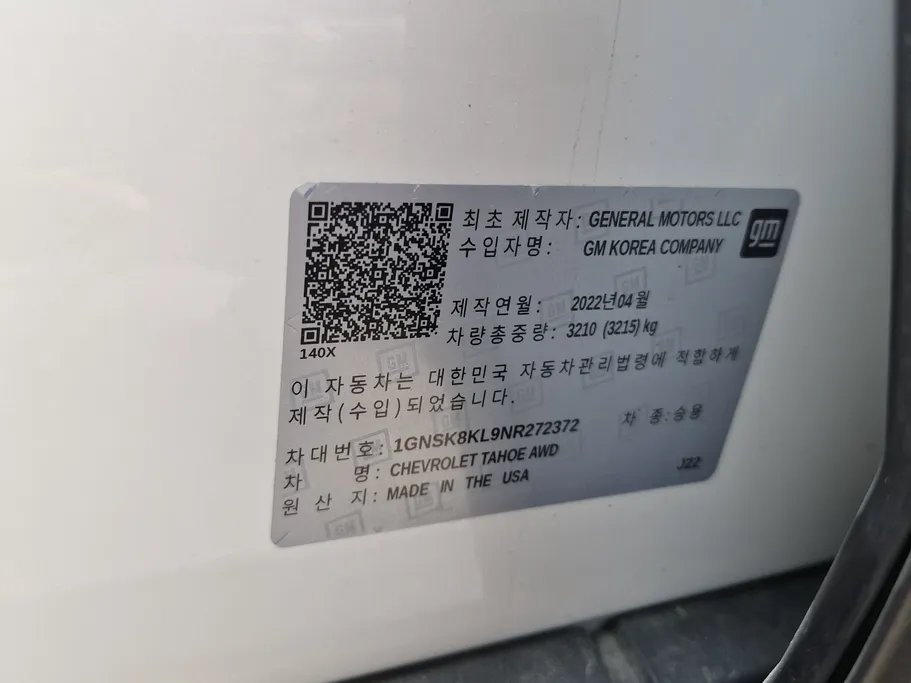 최초 제작자: GENERAL MOTORS LLC
gm
수입자명: GM KOREA COMPANY
제작연월: 2022년04월
차량총중량: 3210 (3215) kg
140X
이 자동차는 대한민국 자동차관리법령에 적합하게
제작(수입)되었습니다.
차대번호: 1GNSK8KL9NR272372
차 종:승용
차 명: CHEVROLET TAHOE AWD
원 산 지: MADE IN THE USA
J22